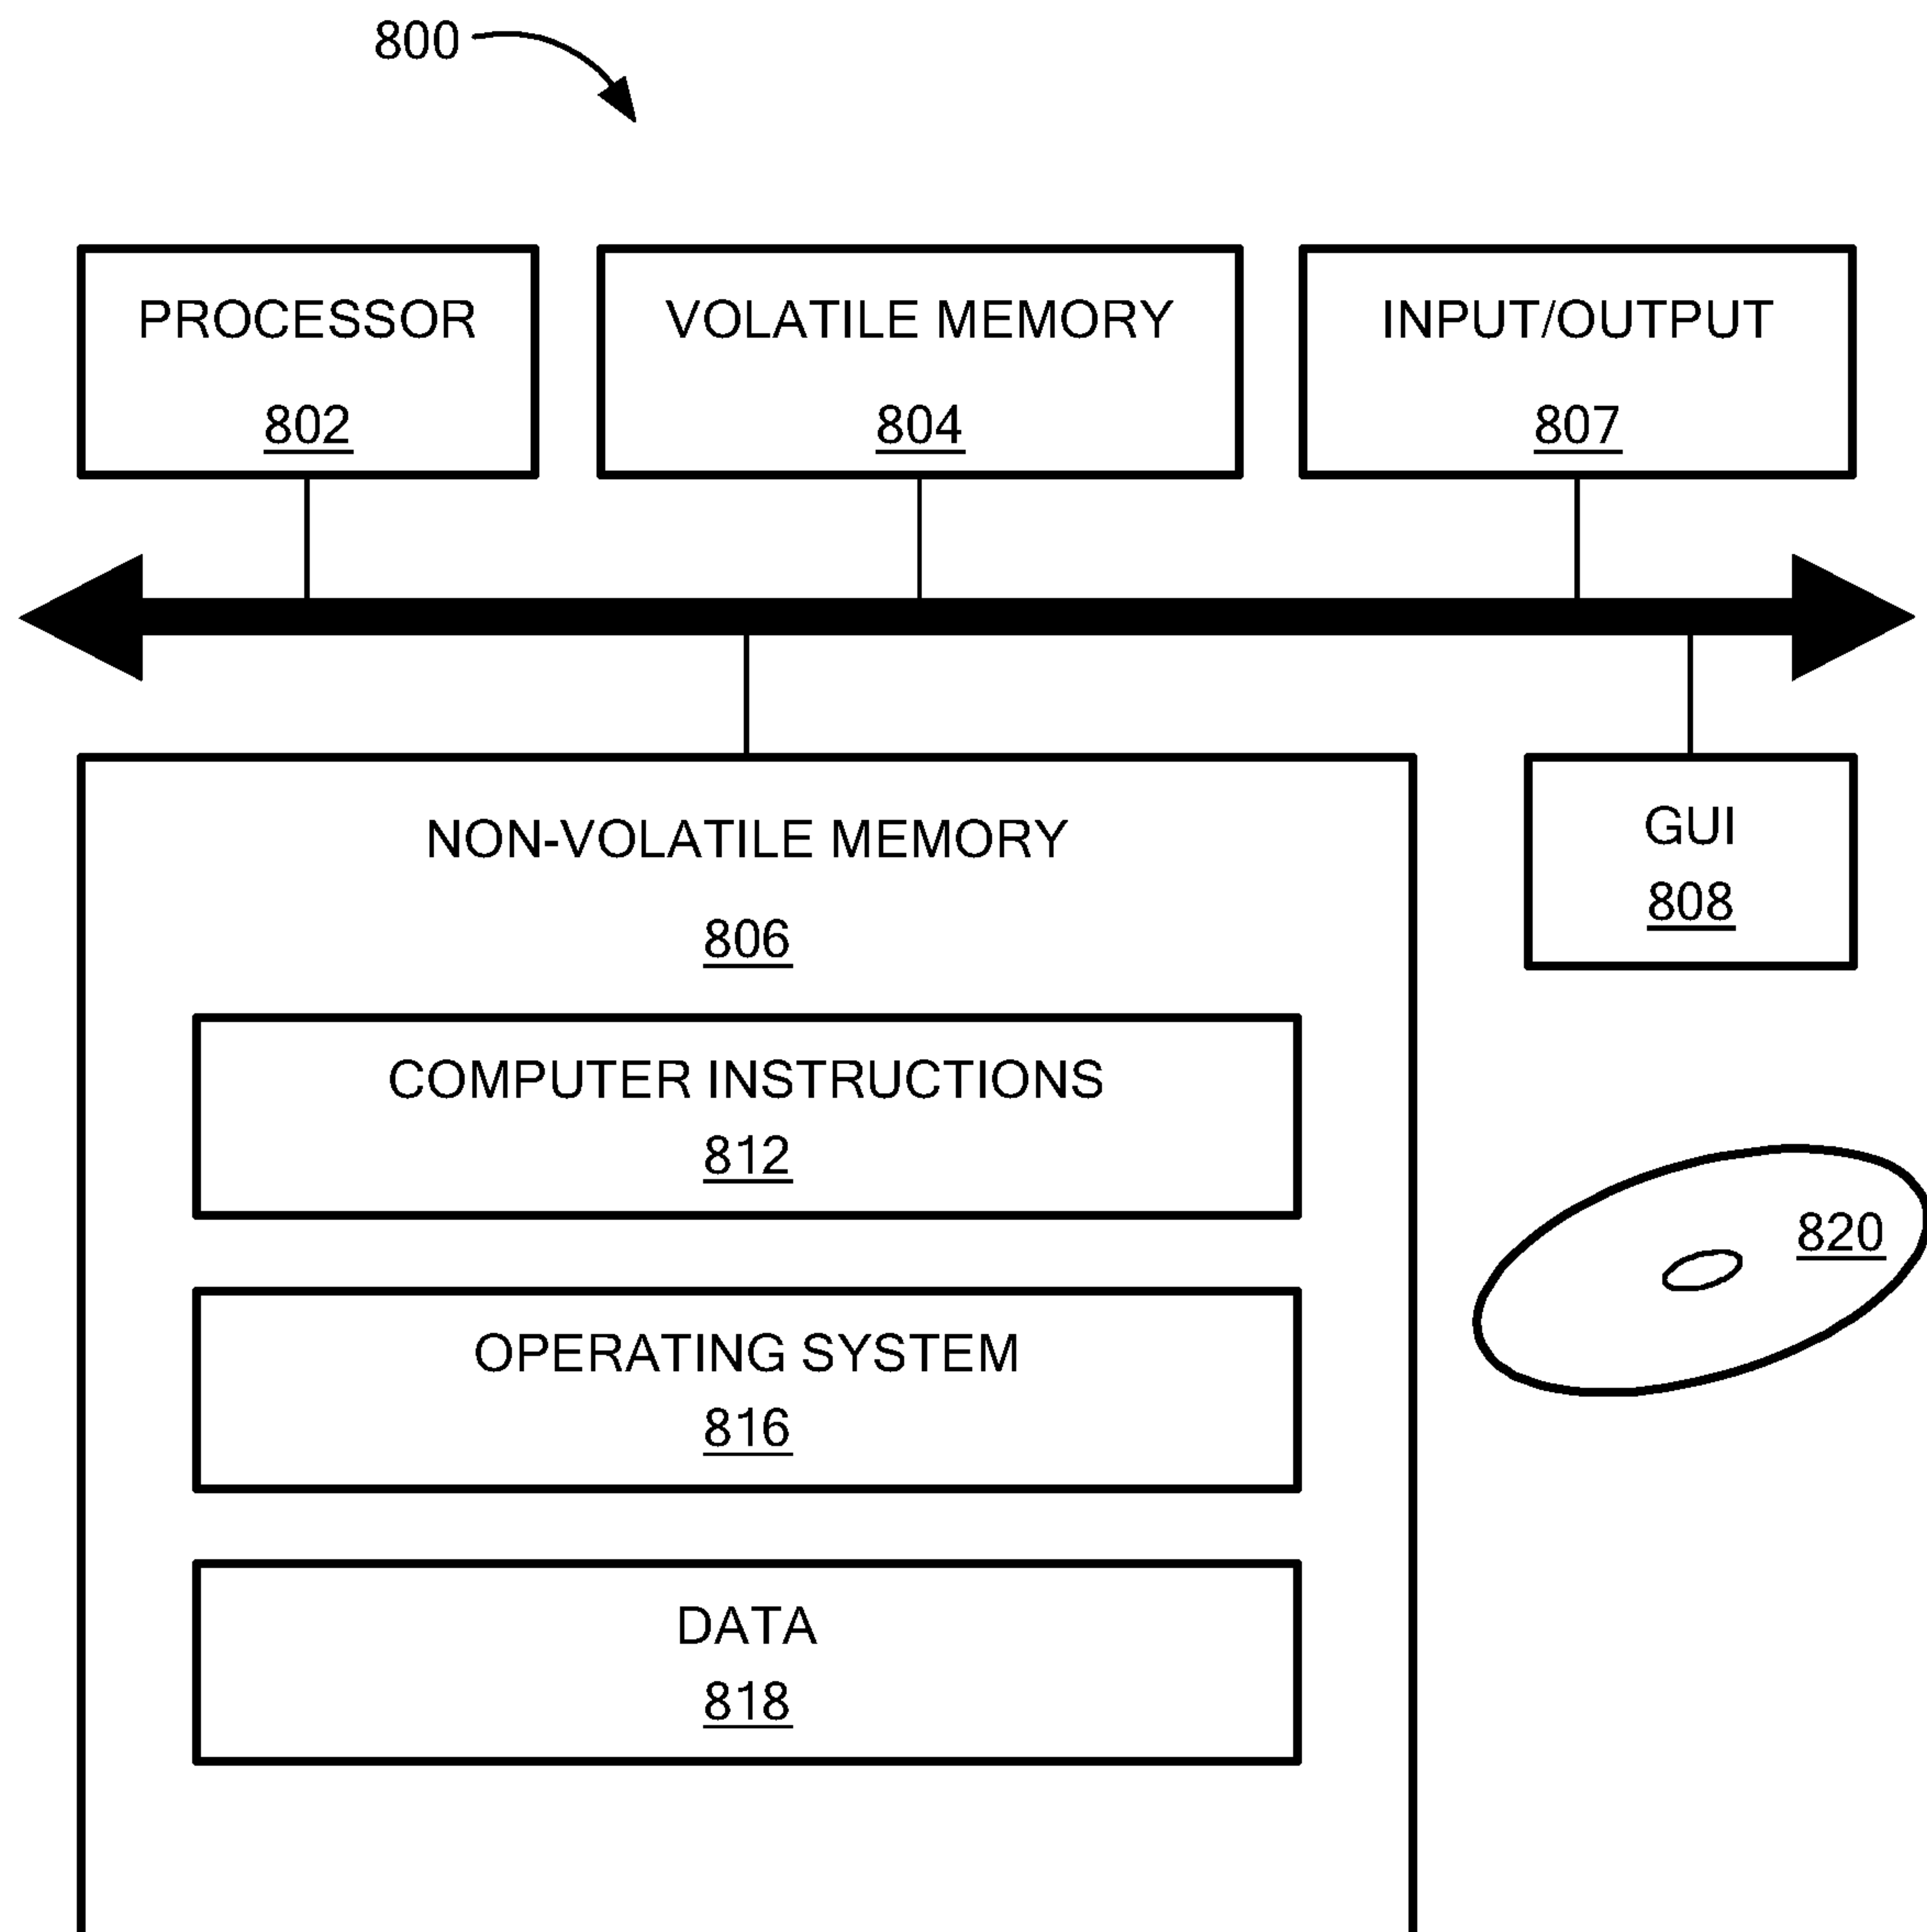 800
PROCESSOR
802
VOLATILE MEMORY
804
INPUT/OUTPUT
807
NON-VOLATILE MEMORY
806
GUI
808
COMPUTER INSTRUCTIONS
812
820
OPERATING SYSTEM
816
DATA
818